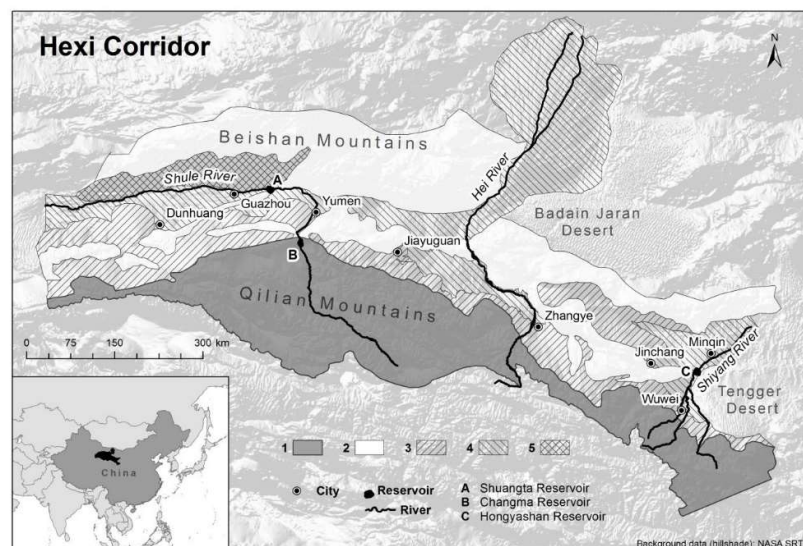 Hexi Corridor
N
Beishan Mountains
Shule River
A
Guazhou
Yumen
Dunhuang
Hei River
Badain Jaran
Desert
Jiayuguan
B
Qilian Mountains
Zhangye
Minqin
Jinchang
C
Shiyang River
Tengger
Desert
Wuwei
0 75 150 300 km
China
1 2 3 4 5
City Reservoir
River
A Shuangta Reservoir
B Changma Reservoir
C Hongyashan Reservoir
Background data (hillshade): NASA SRT